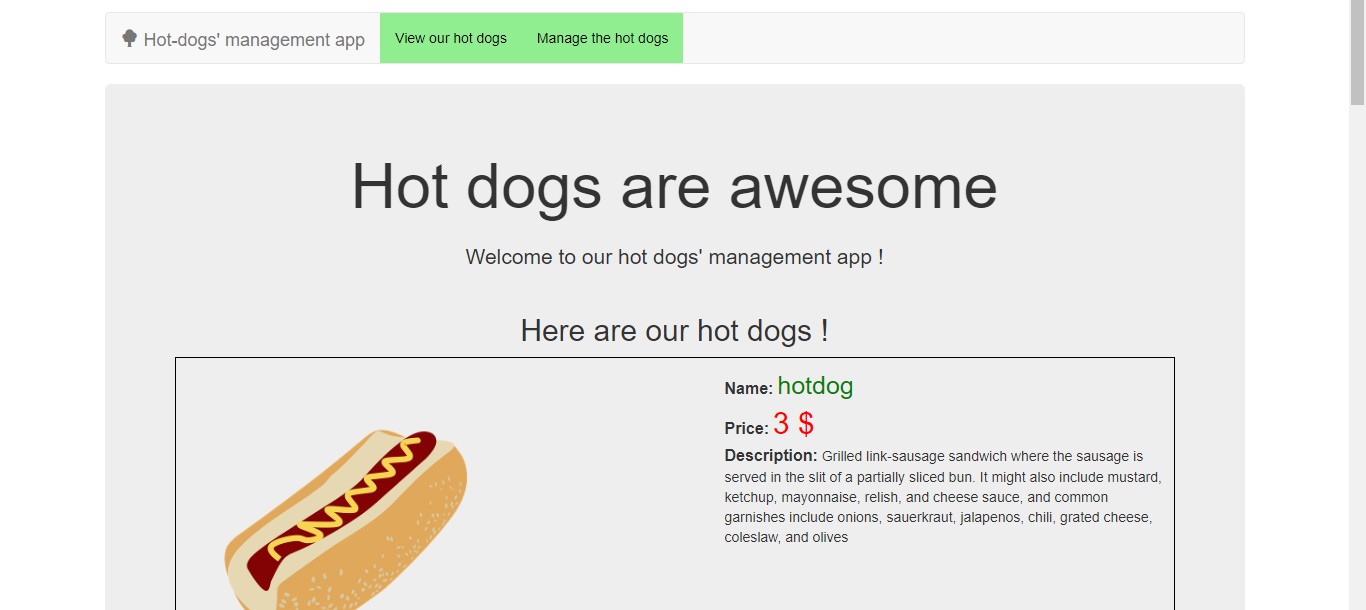 Hot-dogs' management app View our hot dogs Manage the hot dogs
Hot dogs are awesome
Welcome to our hot dogs' management app !
Here are our hot dogs !
Name: hotdog
Price: 3 $
Description: Grilled link-sausage sandwich where the sausage is
served in the slit of a partially sliced bun. It might also include mustard,
ketchup, mayonnaise, relish, and cheese sauce, and common
garnishes include onions, sauerkraut, jalapenos, chili, grated cheese,
coleslaw, and olives